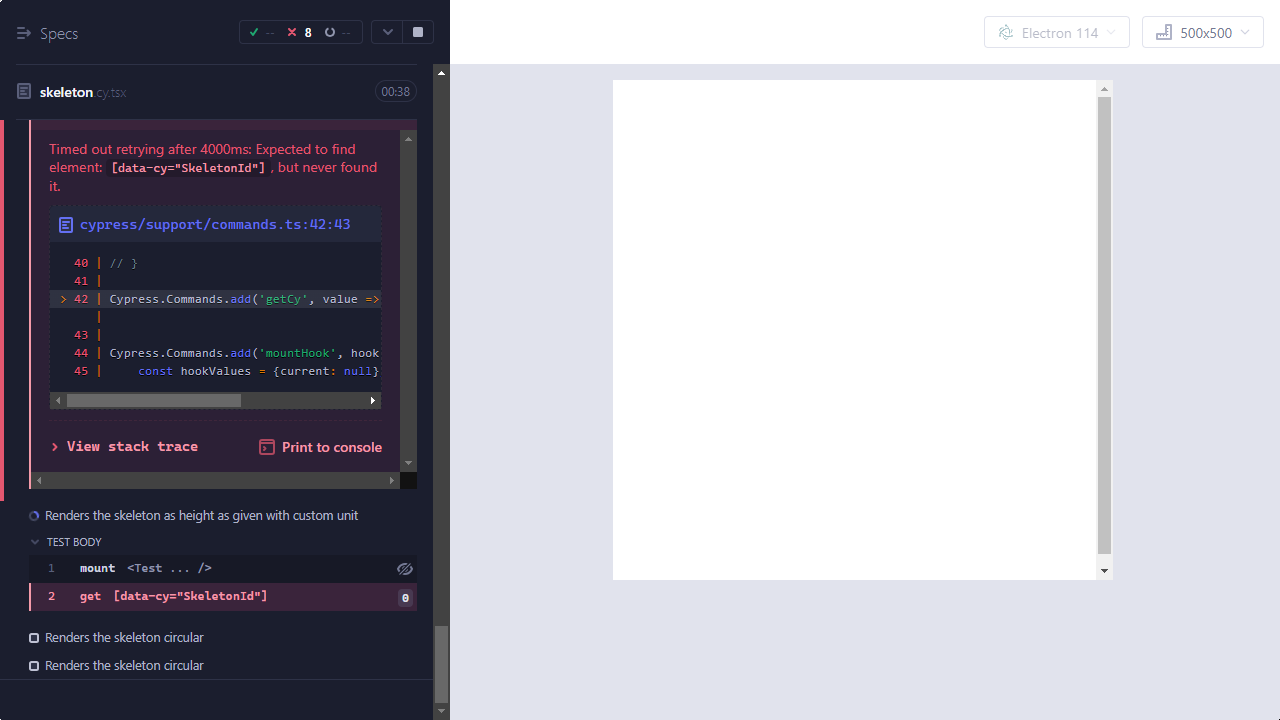 Specs
-- 8 --
skeleton.cy.tsx 00:38
Electron 114
500x500
Timed out retrying after 4000ms: Expected to find
element: [data-cy="SkeletonId"], but never found
it.
cypress/support/commands.ts:42:43
40 | // }
41 |
> 42 | Cypress.Commands.add('getCy', value =>
|
43 |
44 | Cypress.Commands.add('mountHook', hook
45 | const hookValues = {current: null}
> View stack trace
Print to console
Renders the skeleton as height as given with custom unit
TEST BODY
1 mount <Test ... />
2 get [data-cy="SkeletonId"] 0
Renders the skeleton circular
Renders the skeleton circular